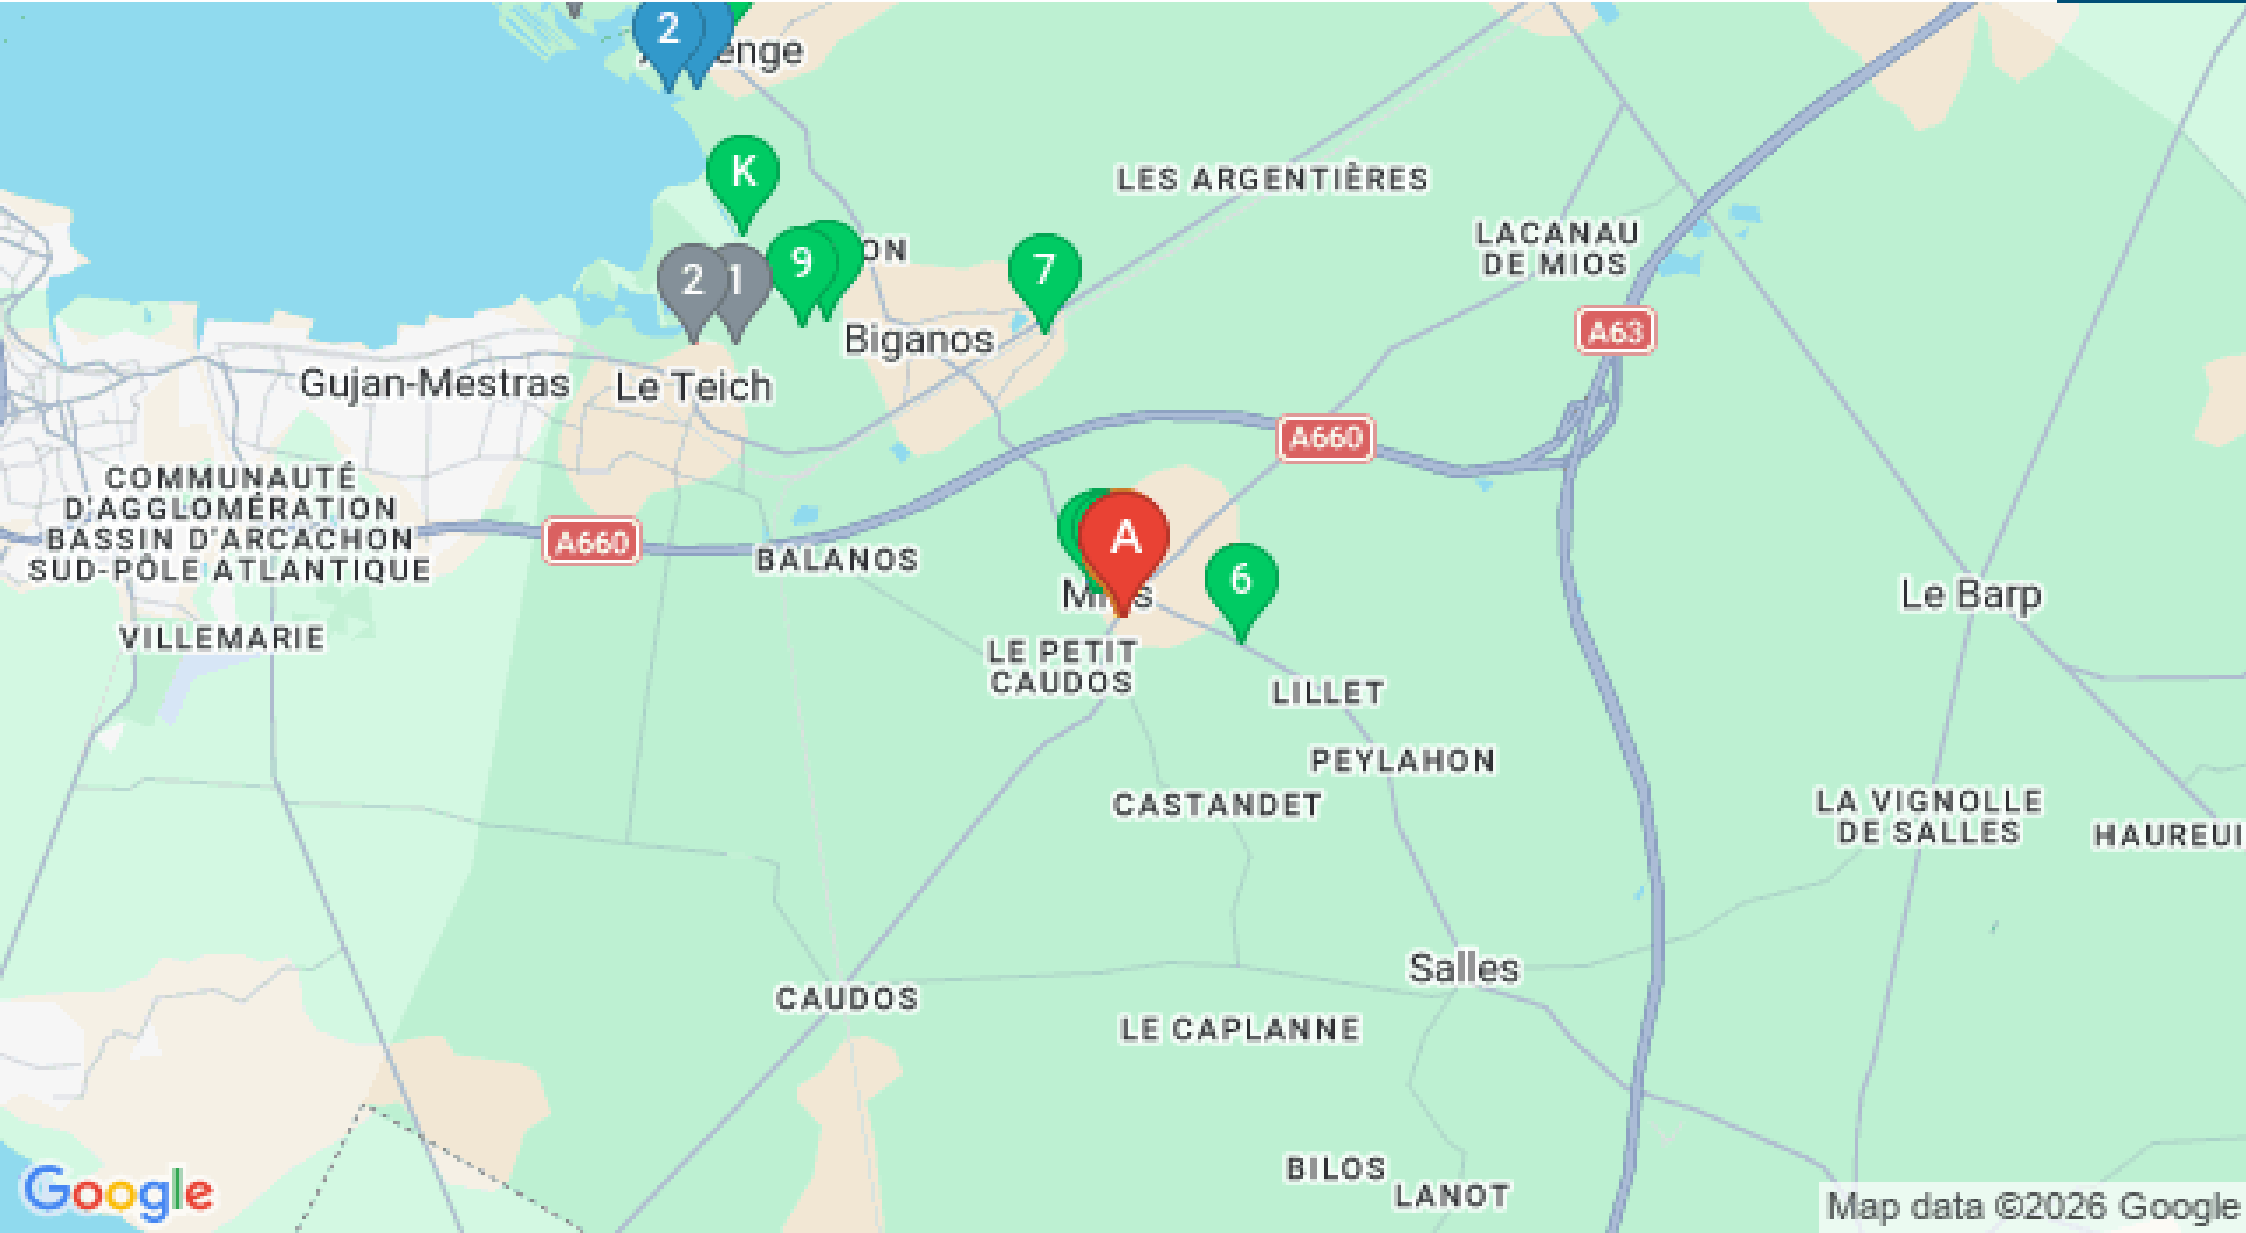 2
enge
K
LES ARGENTIÈRES
LACANAU
DE MIOS
ON
9
7
2
1
A63
Biganos
Gujan-Mestras
Le Teich
A660
COMMUNAUTÉ
D'AGGLOMÉRATION
BASSIN D'ARCACHON
SUD-PÔLE ATLANTIQUE
A660
BALANOS
A
6
Le Barp
VILLEMARIE
LE PETIT
CAUDOS
LILLET
PEYLAHON
CASTANDET
LA VIGNOLLE
DE SALLES
HAUREUI
Salles
CAUDOS
LE CAPLANNE
BILOS
LANOT
Google
Map data ©2026 Google